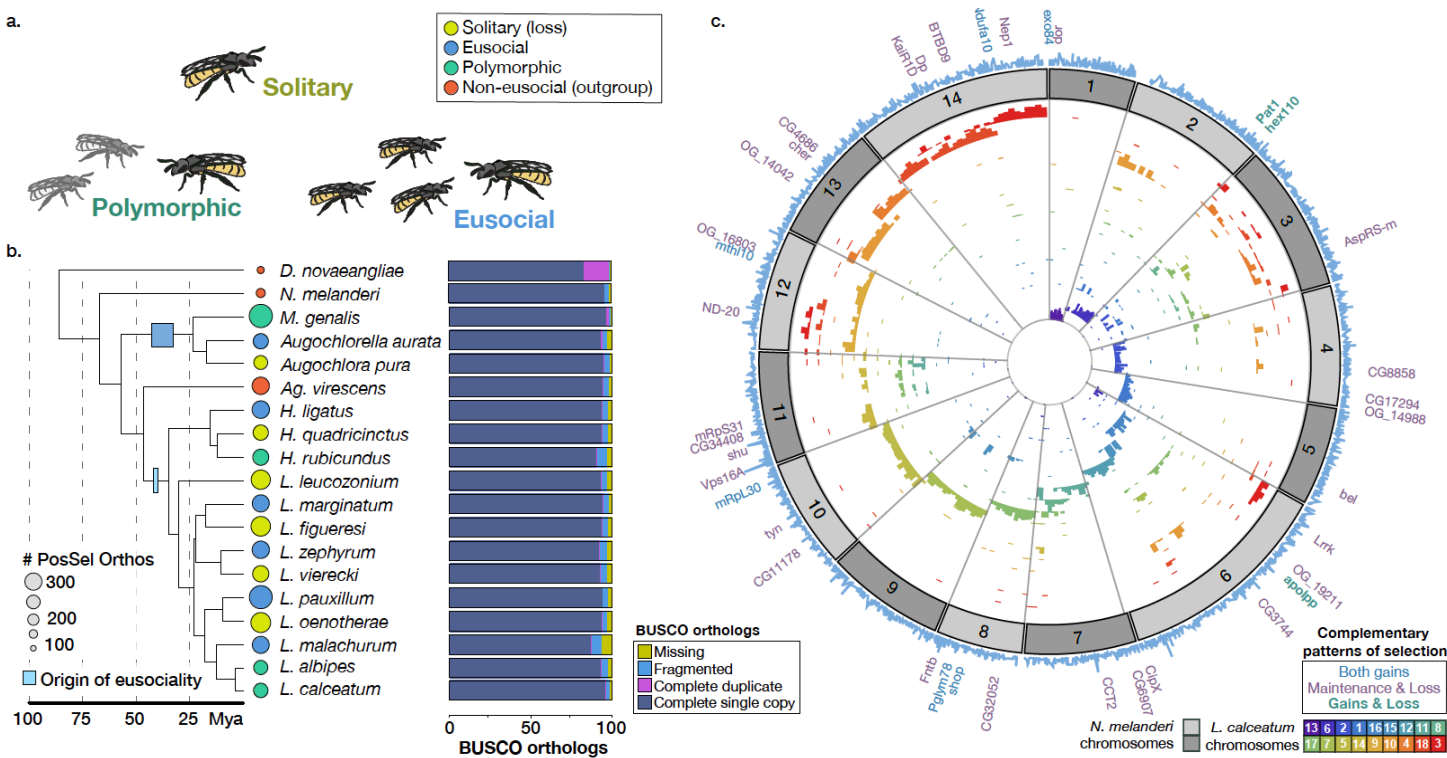 a.
Solitary
Polymorphic
Eusocial
Solitary (loss)
Eusocial
Polymorphic
Non-eusocial (outgroup)
b.
D. novaeangliae
N. melanderi
M. genalis
Augochlorella aurata
Augochlora pura
Ag. virescens
H. ligatus
H. quadricinctus
H. rubicundus
L. leucozonium
L. marginatum
L. figueresi
L. zephyrum
L. vierecki
L. pauxillum
L. oenotherae
L. malachurum
L. albipes
L. calceatum
# PosSel Orthos
300
200
100
Origin of eusociality
100 75 50 25 Mya
0 50 100
BUSCO orthologs
BUSCO orthologs
Missing
Fragmented
Complete duplicate
Complete single copy
c.
1
2
3
4
5
6
7
8
9
10
11
12
13
14
exo84
dor
Pat1
hex110
AspRS-m
CG8858
CG17294
OG_14988
bel
Lrrk
OG_19211
apolpp
CG3744
ClpX
CG6907
CCT2
CG32052
shop
Pglym78
Fntb
CG11178
tyn
mRpL30
Vps16A
shu
CG34408
mRpS31
ND-20
mthl10
OG_16803
OG_14042
cher
CG4686
KaiR1D
Dp
BTBD9
Ndufa10
Nep1
Complementary
patterns of selection
Both gains
Maintenance & Loss
Gains & Loss
N. melanderi
chromosomes
L. calceatum
chromosomes
13 6 2 1 16 15 12 11 8
17 7 5 14 9 10 4 18 3